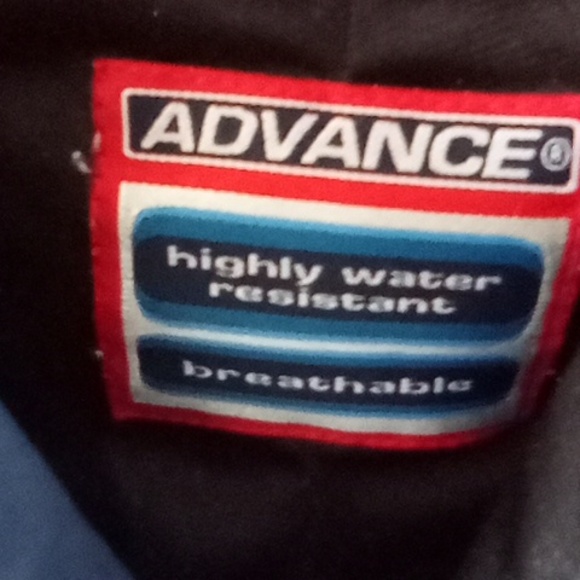 ADVANCE®
highly water
resistant
breathable